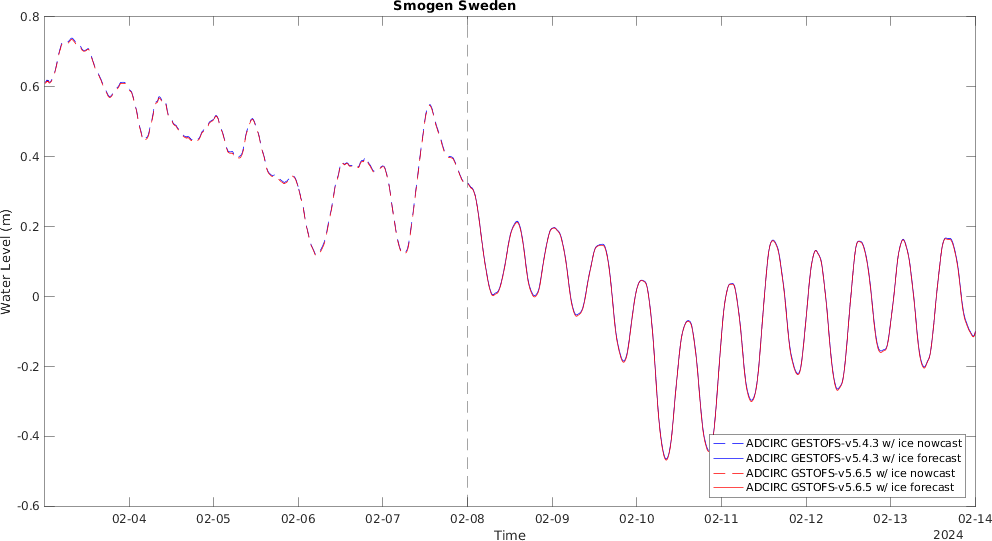 Smogen Sweden
0.8
0.6
0.4
0.2
0
-0.2
-0.4
-0.6
Water Level (m)
ADCIRC GESTOFS-v5.4.3 w/ ice nowcast
ADCIRC GESTOFS-v5.4.3 w/ ice forecast
ADCIRC GSTOFS-v5.6.5 w/ ice nowcast
ADCIRC GSTOFS-v5.6.5 w/ ice forecast
02-04 02-05 02-06 02-07 02-08 02-09 02-10 02-11 02-12 02-13 02-14
Time
2024